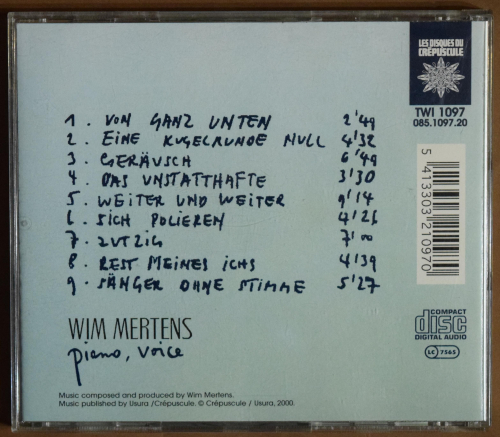 LES DISQUES DU
CRÉPUSCULE
TWI 1097
085.1097.20
1. VON GANZ UNTEN 2'49
2. EINE KUGELRUNDE NULL 4'32
3. GERÄUSCH 6'49
4. DAS UNSTATTHAFTE 3'30
5. WEITER UND WEITER 9'14
6. SICH POLIEREN 4'26
7. ZUTZIG 7'00
8. REST MEINES ICHS 4'39
9. SÄNGER OHNE STIMME 5'27
5 413303 210970
WIM MERTENS
piano, voice
COMPACT
disc
DIGITAL AUDIO
LC 7565
Music composed and produced by Wim Mertens.
Music published by Usura /Crépuscule. © Crépuscule / Usura, 2000.